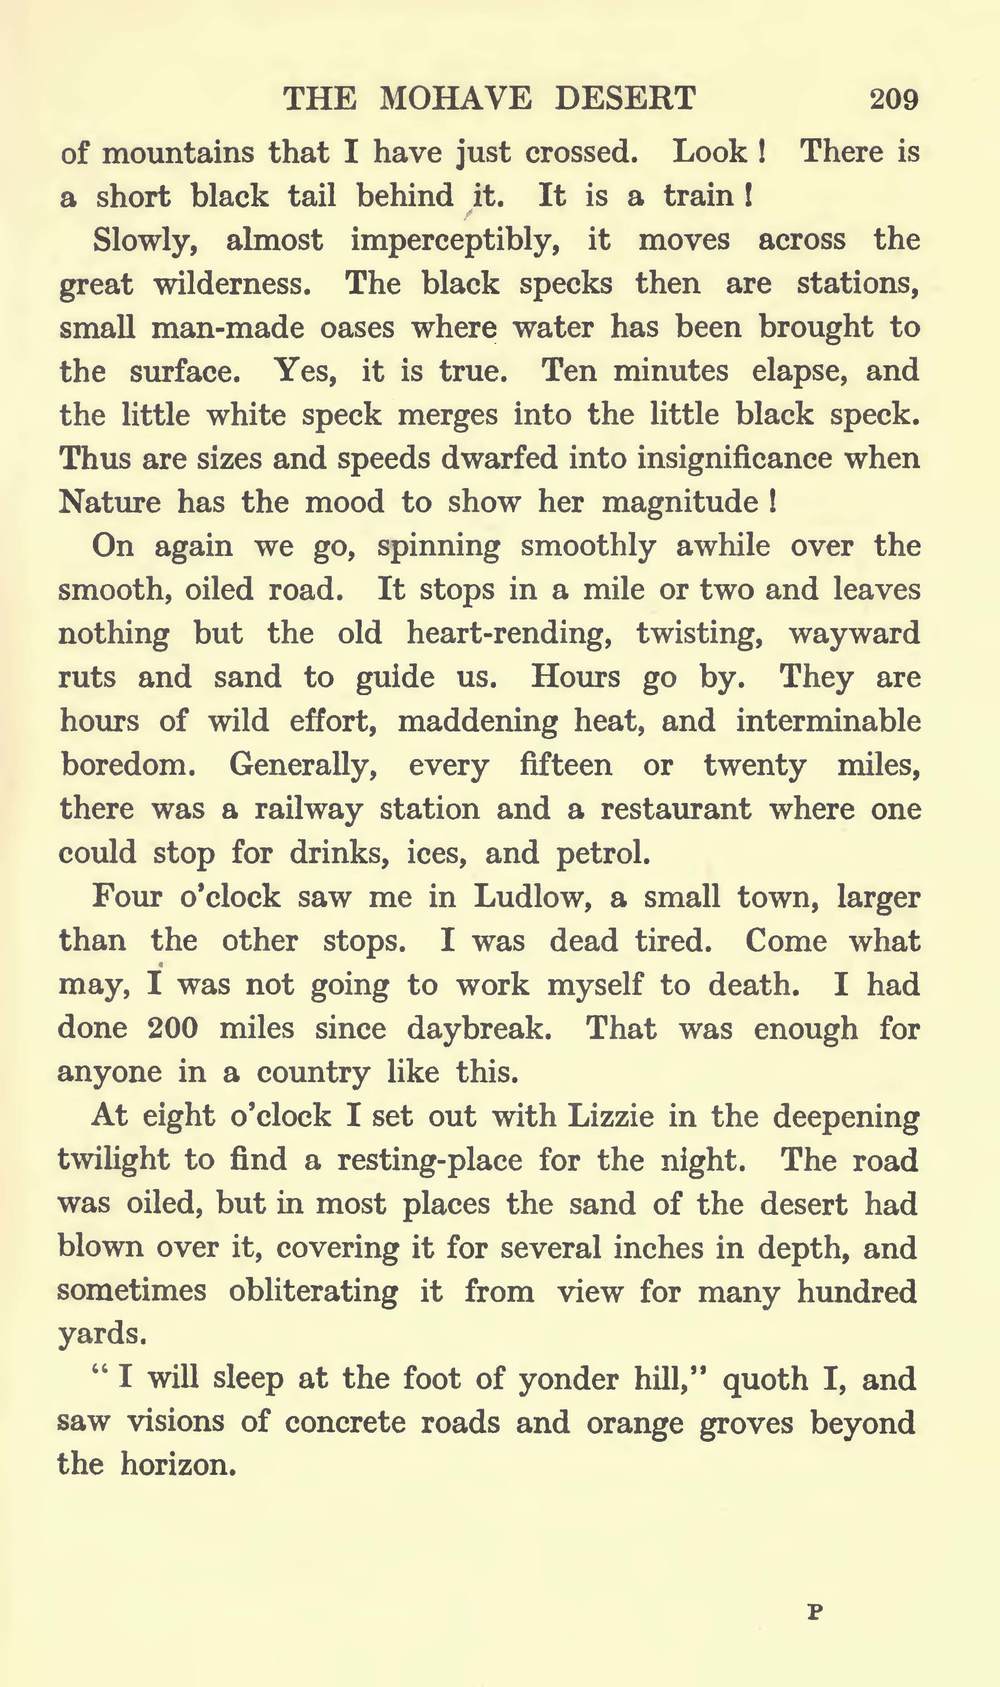 THE MOHAVE DESERT 209
of mountains that I have just crossed. Look ! There is
a short black tail behind it. It is a train !
Slowly, almost imperceptibly, it moves across the
great wilderness. The black specks then are stations,
small man-made oases where water has been brought to
the surface. Yes, it is true. Ten minutes elapse, and
the little white speck merges into the little black speck.
Thus are sizes and speeds dwarfed into insignificance when
Nature has the mood to show her magnitude !
On again we go, spinning smoothly awhile over the
smooth, oiled road. It stops in a mile or two and leaves
nothing but the old heart-rending, twisting, wayward
ruts and sand to guide us. Hours go by. They are
hours of wild effort, maddening heat, and interminable
boredom. Generally, every fifteen or twenty miles,
there was a railway station and a restaurant where one
could stop for drinks, ices, and petrol.
Four o’clock saw me in Ludlow, a small town, larger
than the other stops. I was dead tired. Come what
may, I was not going to work myself to death. I had
done 200 miles since daybreak. That was enough for
anyone in a country like this.
At eight o’clock I set out with Lizzie in the deepening
twilight to find a resting-place for the night. The road
was oiled, but in most places the sand of the desert had
blown over it, covering it for several inches in depth, and
sometimes obliterating it from view for many hundred
yards.
“ I will sleep at the foot of yonder hill,” quoth I, and
saw visions of concrete roads and orange groves beyond
the horizon.
P